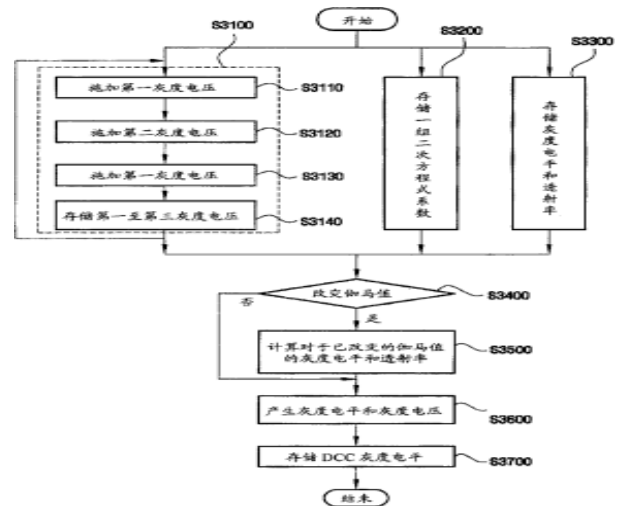 开始
S3100
S3200
S3300
施加第一灰度电压
S3110
施加第二灰度电压
S3120
施加第一灰度电压
S3130
存储第一至第三灰度电压
S3140
存储一组二次方程式系数
存储灰度电平和透射率
改变伽马值
S3400
否
是
计算对于已改变的伽马值
的灰度电平和透射率
S3500
产生灰度电平和灰度电压
S3600
存储 DCC 灰度电平
S3700
结束